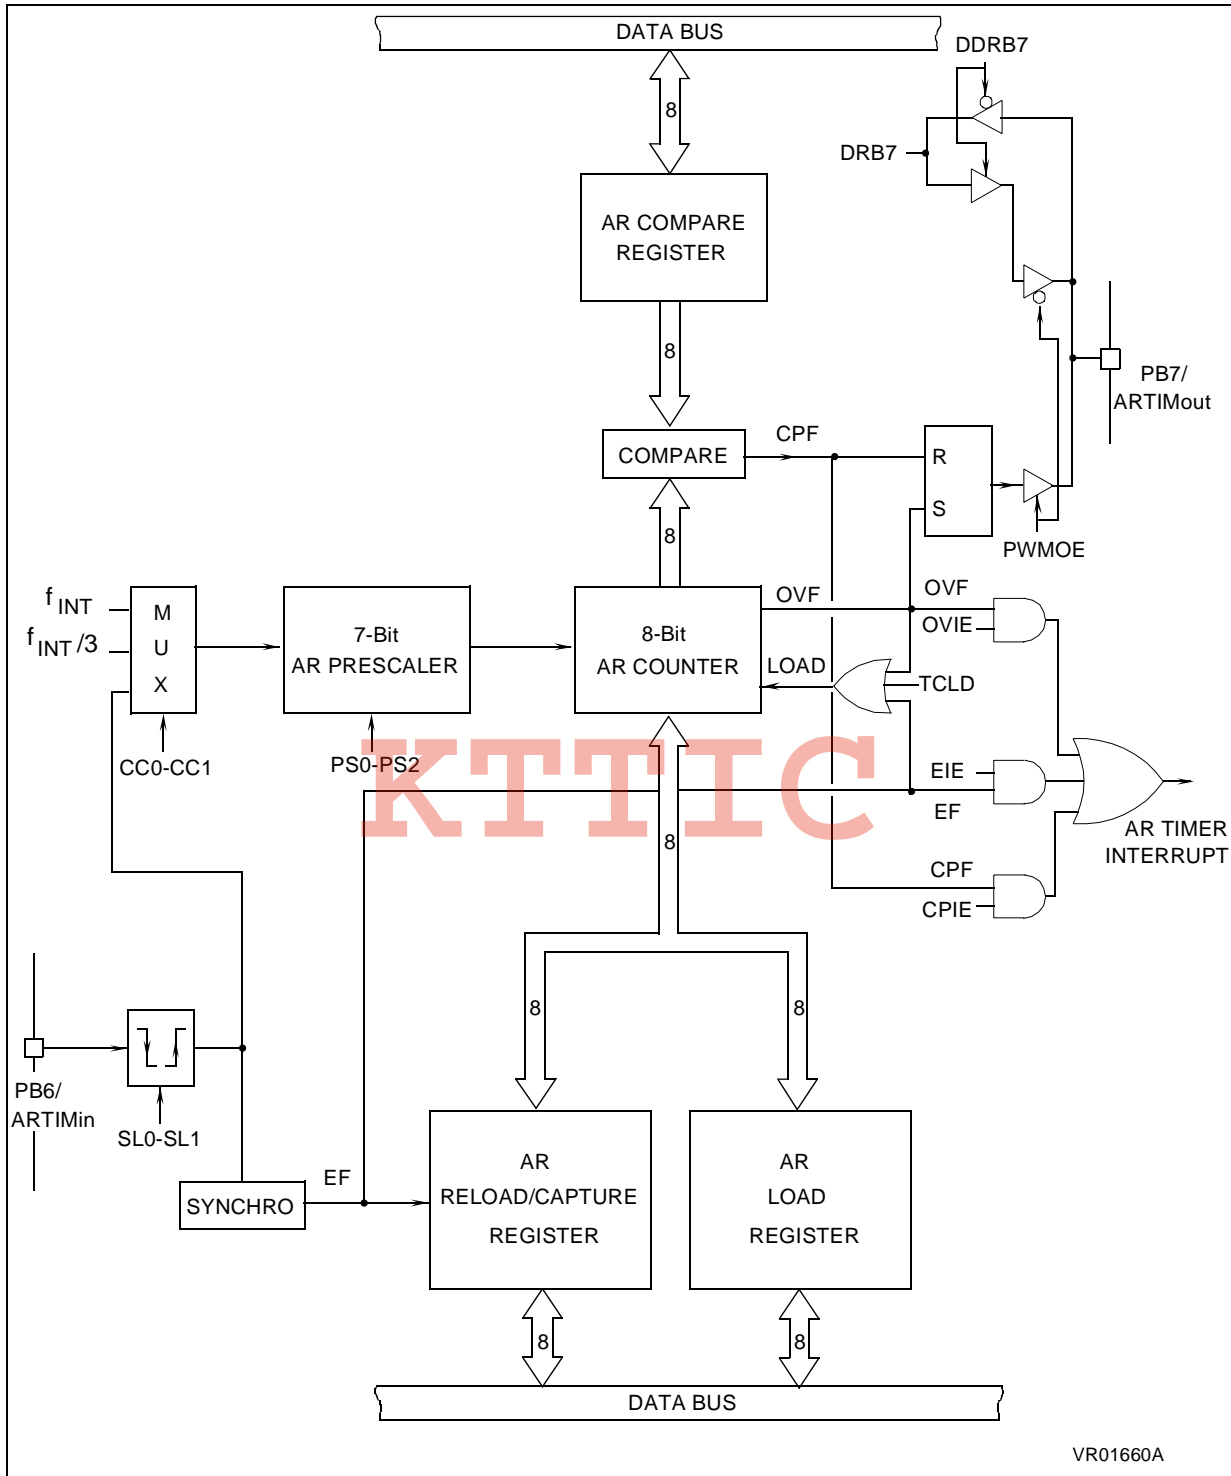 DATA BUS
DDRB7
8
DRB7
AR COMPARE
REGISTER
8
PB7/
ARTIMout
CPF
COMPARE
R
S
8
PWMOE
fINT
M
OVF
OVF
7-Bit
8-Bit
OVIE
fINT/3
U
AR PRESCALER
AR COUNTER
LOAD
X
TCLD
CC0-CC1
PS0-PS2
EIE
KTTIC
EF
8
AR TIMER
INTERRUPT
CPF
CPIE
8
8
PB6/
ARTIMin
SL0-SL1
EF
SYNCHRO
AR
RELOAD/CAPTURE
REGISTER
AR
LOAD
REGISTER
8
8
DATA BUS
VR01660A